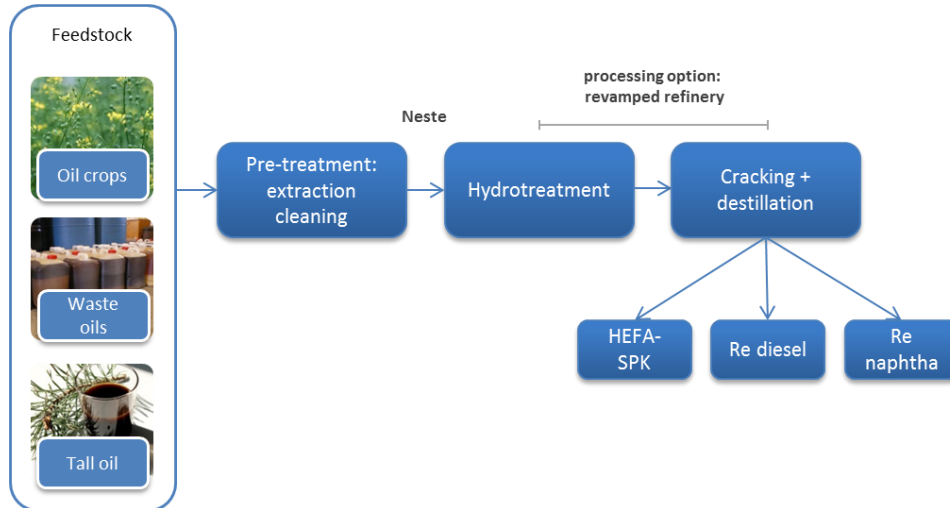 Feedstock
Oil crops
Waste
oils
Tall oil
Pre-treatment:
extraction
cleaning
Neste
Hydrotreatment
processing option:
revamped refinery
Cracking +
destillation
HEFA-
SPK
Re diesel
Re
naphtha